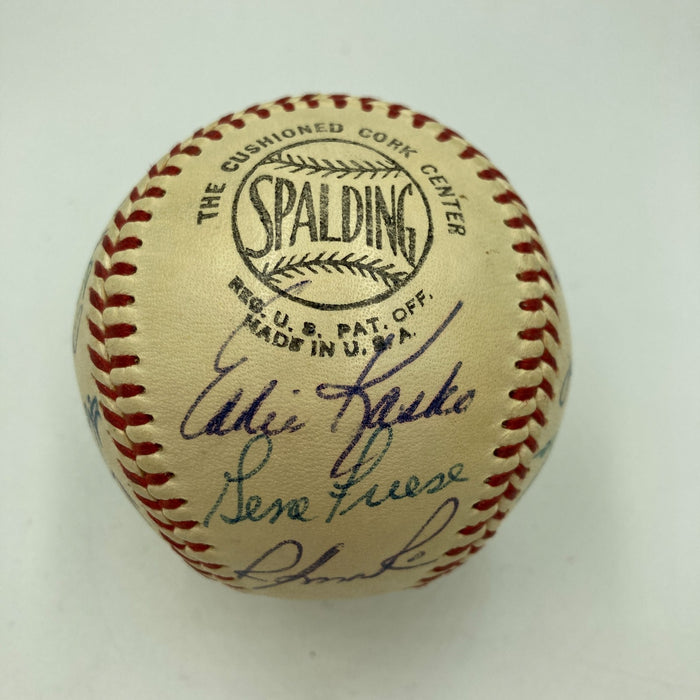 THE CUSHIONED CORK CENTER
SPALDING
REG. U. S. PAT. OFF.
MADE IN U.S.A.
Eddie Kasko
Gene Freese